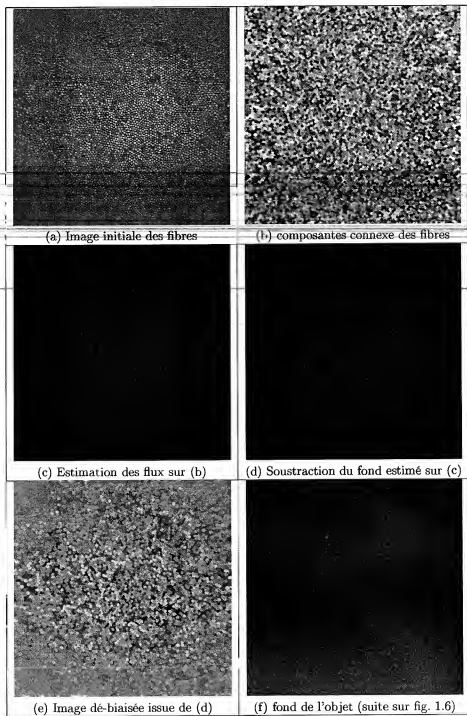 (a) Image initiale des fibres
(b) composantes connexe des fibres
(c) Estimation des flux sur (b)
(d) Soustraction du fond estimé sur (c)
(e) Image dé-biaisée issue de (d)
(f) fond de l'objet (suite sur fig. 1.6)